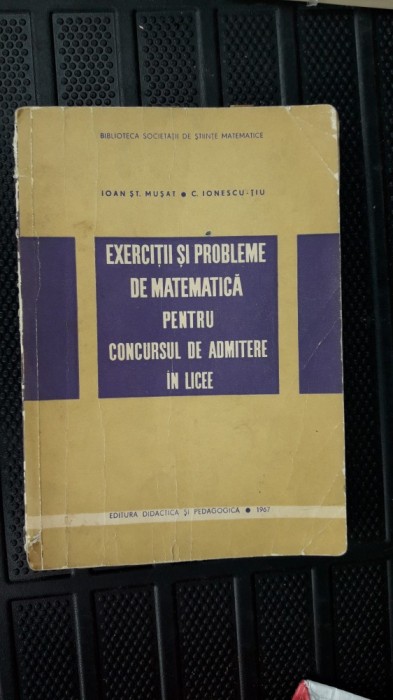 BIBLIOTECA SOCIETĂȚII DE ȘTIINȚE MATEMATICE
IOAN ȘT. MUȘAT • C. IONESCU-ȚIU
EXERCIȚII ȘI PROBLEME
DE MATEMATICĂ
PENTRU
CONCURSUL DE ADMITERE
ÎN LICEE
EDITURA DIDACTICĂ ȘI PEDAGOGICĂ • 1967